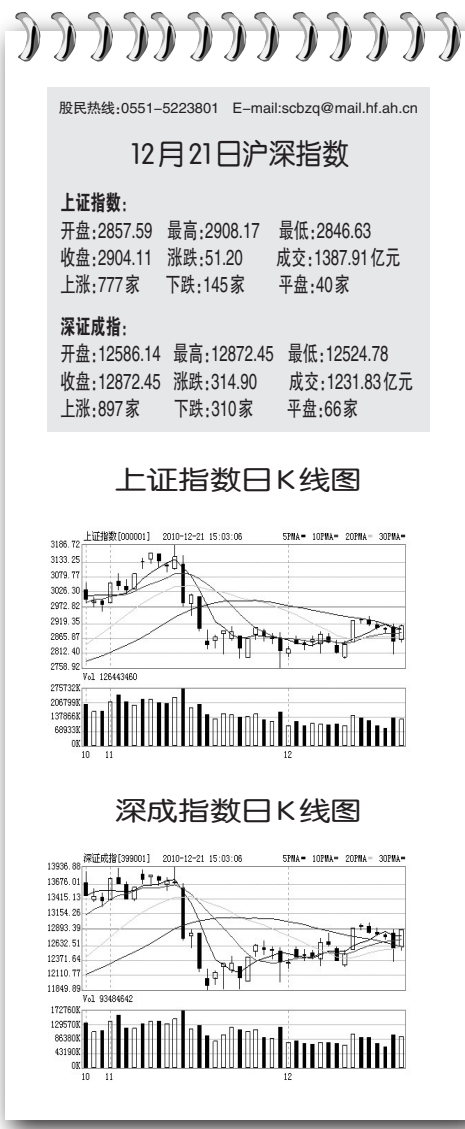 股民热线:0551-5223801 E-mail:scbzq@mail.hf.ah.cn
12月21日沪深指数
上证指数:
开盘:2857.59 最高:2908.17 最低:2846.63
收盘:2904.11 涨跌:51.20 成交:1387.91亿元
上涨:777家 下跌:145家 平盘:40家
深证成指:
开盘:12586.14 最高:12872.45 最低:12524.78
收盘:12872.45 涨跌:314.90 成交:1231.83亿元
上涨:897家 下跌:310家 平盘:66家
上证指数日K线图
上证指数[000001] 2010-12-21 15:03:06 5PMA= 10PMA= 20PMA= 30PMA=
3186.72
3133.25
3079.77
3026.30
2972.82
2919.35
2865.87
2812.40
2758.92
Vol 126443460
275732K
206799K
137866K
68933K
0K
10 11 12
深成指数日K线图
深证成指[399001] 2010-12-21 15:03:06 5PMA= 10PMA= 20PMA= 30PMA=
13936.88
13676.01
13415.13
13154.26
12893.39
12632.51
12371.64
12110.77
11849.89
Vol 93484642
172760K
129570K
86380K
43190K
0K
10 11 12